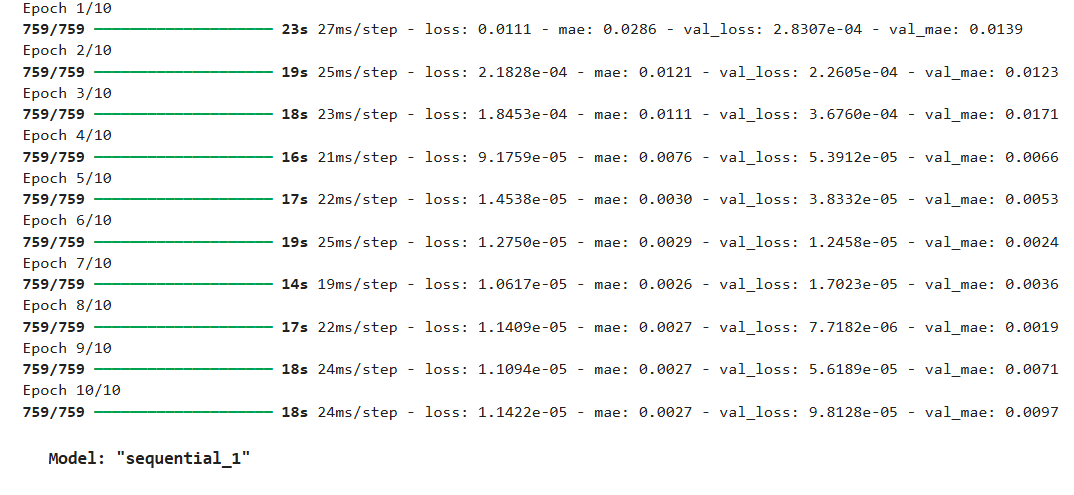 Epoch 1/10
759/759 ━━━━━━━━━━━━━━━━━━━━ 23s 27ms/step - loss: 0.0111 - mae: 0.0286 - val_loss: 2.8307e-04 - val_mae: 0.0139
Epoch 2/10
759/759 ━━━━━━━━━━━━━━━━━━━━ 19s 25ms/step - loss: 2.1828e-04 - mae: 0.0121 - val_loss: 2.2605e-04 - val_mae: 0.0123
Epoch 3/10
759/759 ━━━━━━━━━━━━━━━━━━━━ 18s 23ms/step - loss: 1.8453e-04 - mae: 0.0111 - val_loss: 3.6760e-04 - val_mae: 0.0171
Epoch 4/10
759/759 ━━━━━━━━━━━━━━━━━━━━ 16s 21ms/step - loss: 9.1759e-05 - mae: 0.0076 - val_loss: 5.3912e-05 - val_mae: 0.0066
Epoch 5/10
759/759 ━━━━━━━━━━━━━━━━━━━━ 17s 22ms/step - loss: 1.4538e-05 - mae: 0.0030 - val_loss: 3.8332e-05 - val_mae: 0.0053
Epoch 6/10
759/759 ━━━━━━━━━━━━━━━━━━━━ 19s 25ms/step - loss: 1.2750e-05 - mae: 0.0029 - val_loss: 1.2458e-05 - val_mae: 0.0024
Epoch 7/10
759/759 ━━━━━━━━━━━━━━━━━━━━ 14s 19ms/step - loss: 1.0617e-05 - mae: 0.0026 - val_loss: 1.7023e-05 - val_mae: 0.0036
Epoch 8/10
759/759 ━━━━━━━━━━━━━━━━━━━━ 17s 22ms/step - loss: 1.1409e-05 - mae: 0.0027 - val_loss: 7.7182e-06 - val_mae: 0.0019
Epoch 9/10
759/759 ━━━━━━━━━━━━━━━━━━━━ 18s 24ms/step - loss: 1.1094e-05 - mae: 0.0027 - val_loss: 5.6189e-05 - val_mae: 0.0071
Epoch 10/10
759/759 ━━━━━━━━━━━━━━━━━━━━ 18s 24ms/step - loss: 1.1422e-05 - mae: 0.0027 - val_loss: 9.8128e-05 - val_mae: 0.0097
Model: "sequential_1"